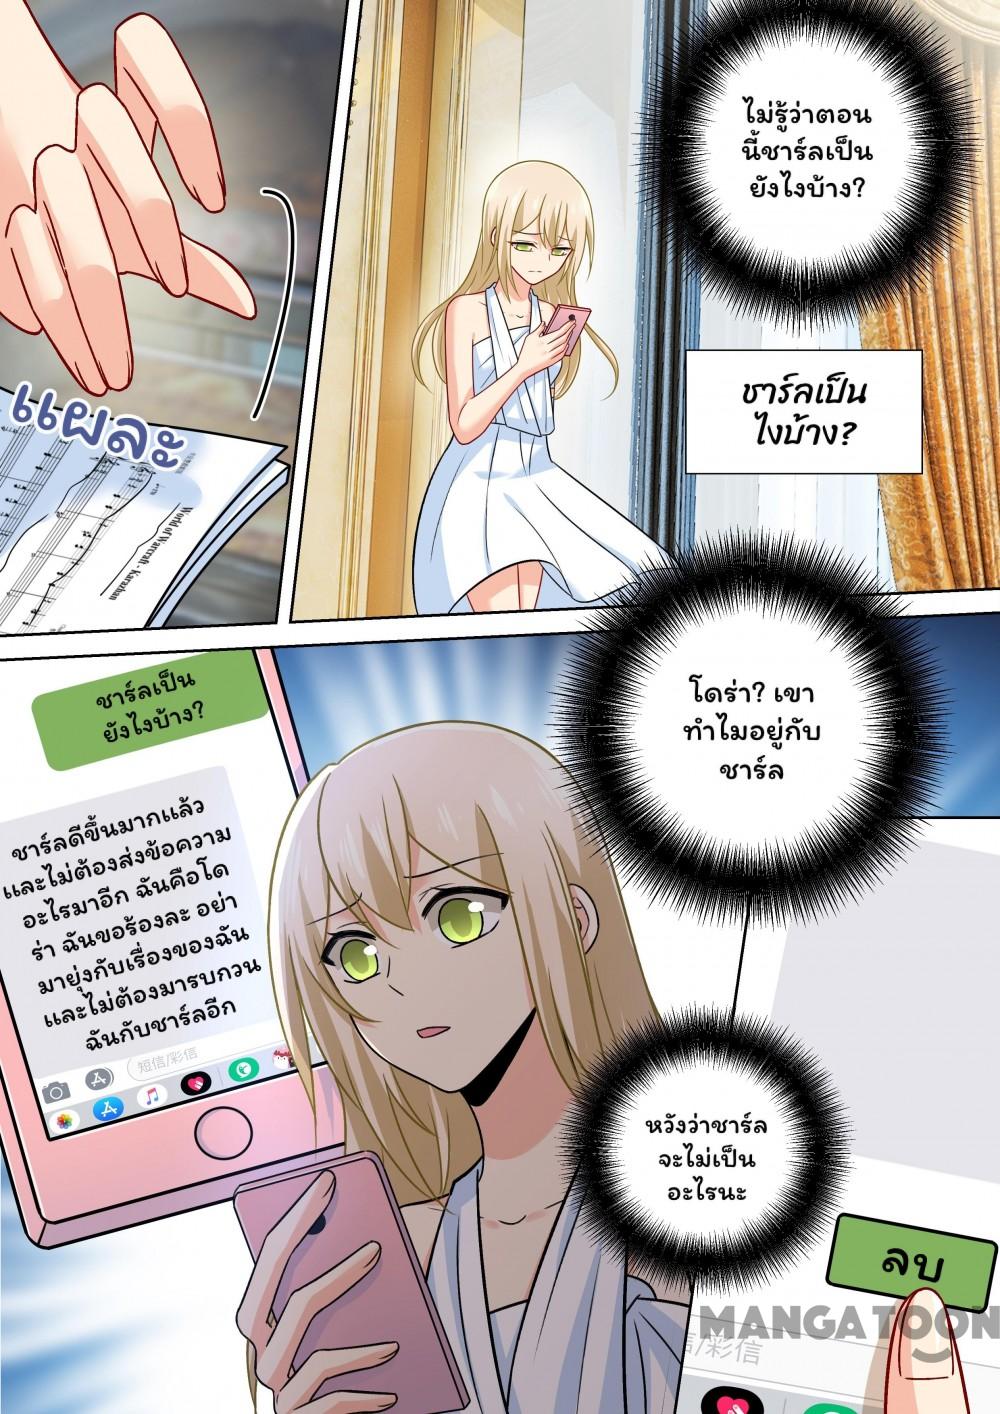 ไม่รู้ว่าตอน
นี้ชาร์ลเป็น
ยังไงบ้าง?
ชาร์ลเป็น
ไงบ้าง?
แผละ
World of Warcraft - Karazhan
ชาร์ลเป็น
ยังไงบ้าง?
ชาร์ลดีขึ้นมากแล้ว
และไม่ต้องส่งข้อความ
อะไรมาอีก ฉันคือโด
ร่า ฉันขอร้องละ อย่า
มายุ่งกับเรื่องของฉัน
และไม่ต้องมารบกวน
ฉันกับชาร์ลอีก
短信/彩信
โดร่า? เขา
ทำไมอยู่กับ
ชาร์ล
หวังว่าชาร์ล
จะไม่เป็น
อะไรนะ
ลบ
MANGATOON
信/彩信